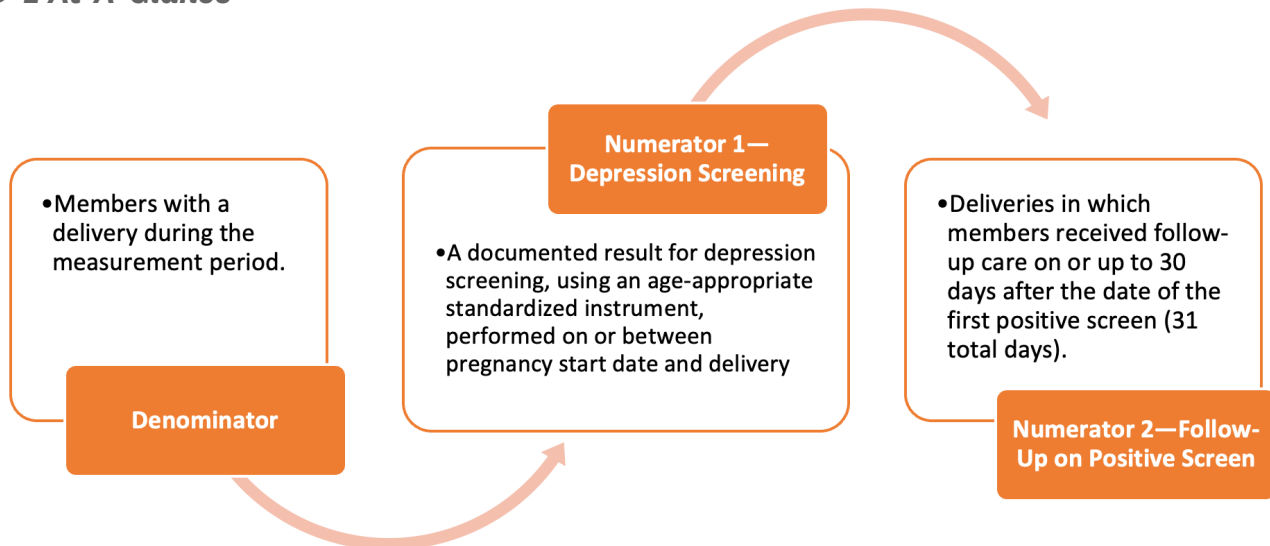 •Members with a
delivery during the
measurement period.
Denominator
Numerator 1—
Depression Screening
•A documented result for depression
screening, using an age-appropriate
standardized instrument,
performed on or between
pregnancy start date and delivery
•Deliveries in which
members received follow-
up care on or up to 30
days after the date of the
first positive screen (31
total days).
Numerator 2—Follow-
Up on Positive Screen